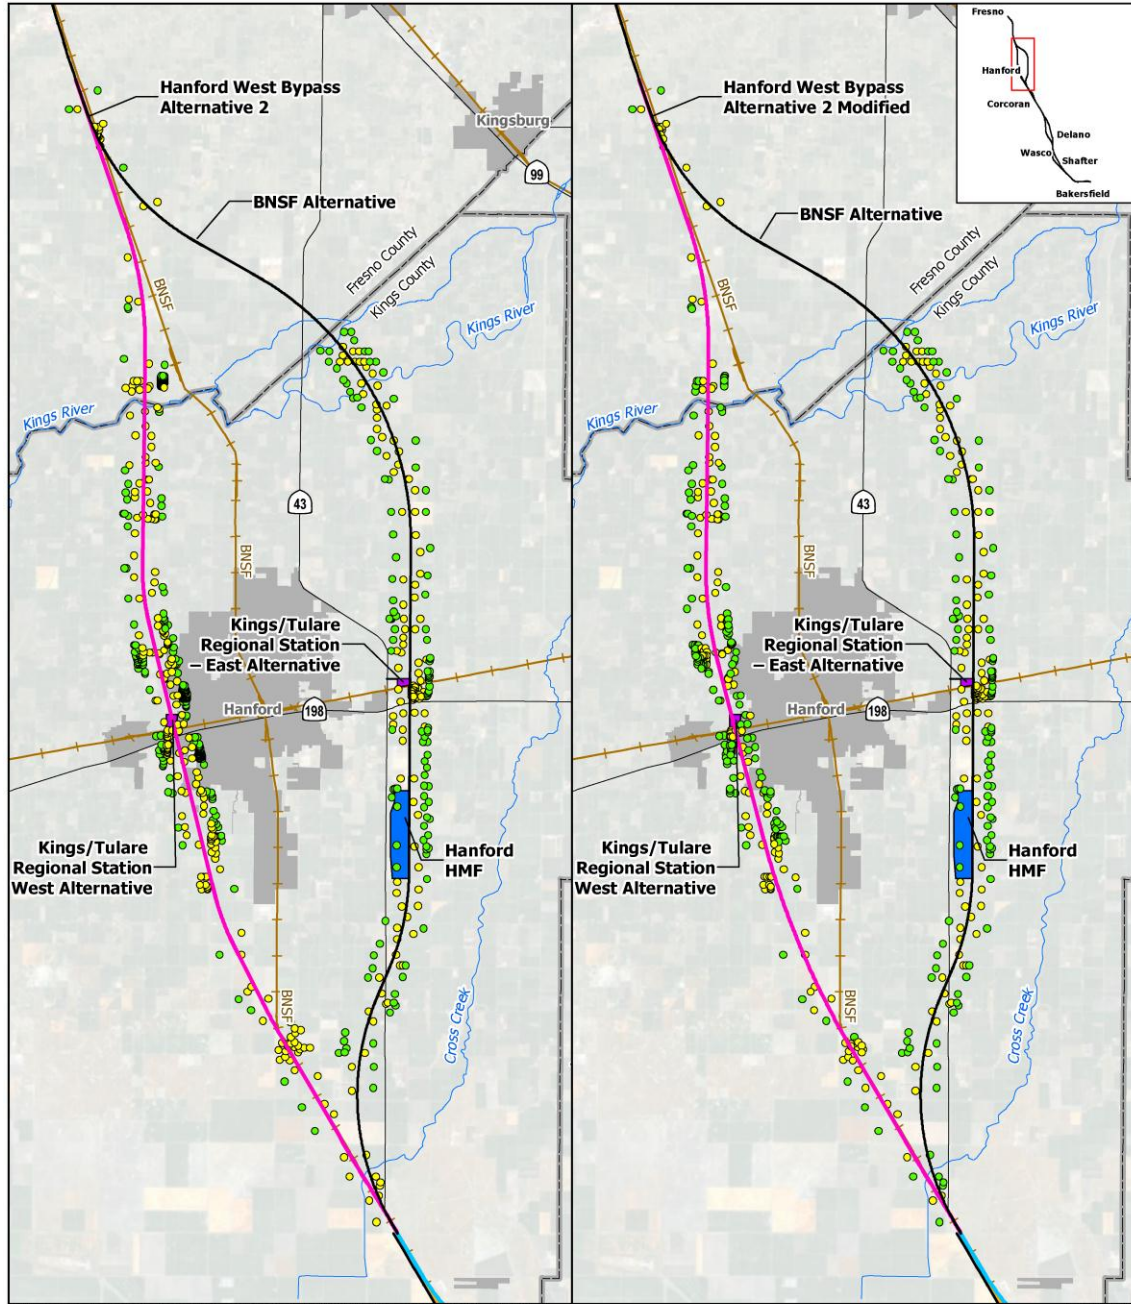 Hanford West Bypass
Alternative 2
Kingsburg
99
BNSF Alternative
BNSF
Fresno County
Kings County
Kings River
Kings River
43
BNSF
Kings/Tulare
Regional Station
– East Alternative
Hanford
198
Kings/Tulare
Regional Station
West Alternative
Hanford
HMF
BNSF
Cross Creek
Hanford West Bypass
Alternative 2 Modified
BNSF Alternative
BNSF
Fresno County
Kings County
Kings River
Kings River
43
BNSF
Kings/Tulare
Regional Station
– East Alternative
Hanford
198
Kings/Tulare
Regional Station
West Alternative
Hanford
HMF
BNSF
Cross Creek
Fresno
Hanford
Corcoran
Delano
Wasco
Shafter
Bakersfield